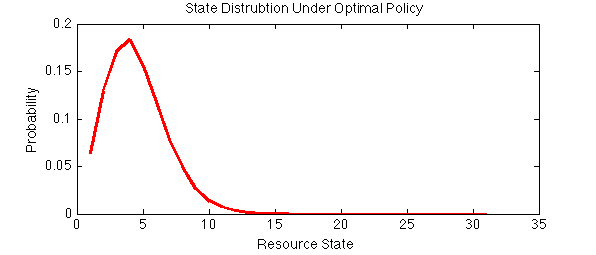 State Distrubtion Under Optimal Policy
0.2
0.15
0.1
0.05
0
0 5 10 15 20 25 30 35
Probability
Resource State